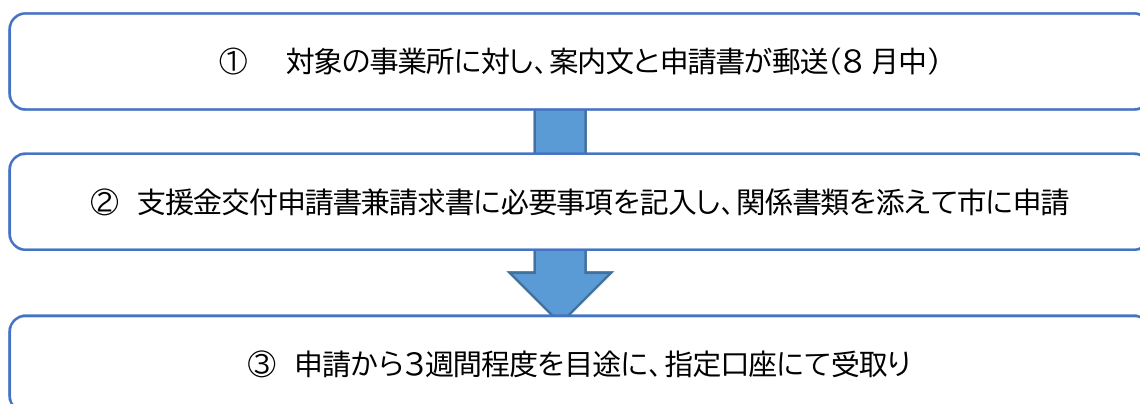 ① 対象の事業所に対し、案内文と申請書が郵送(８月中)
② 支援金交付申請書兼請求書に必要事項を記入し、関係書類を添えて市に申請
③ 申請から３週間程度を目途に、指定口座にて受取り